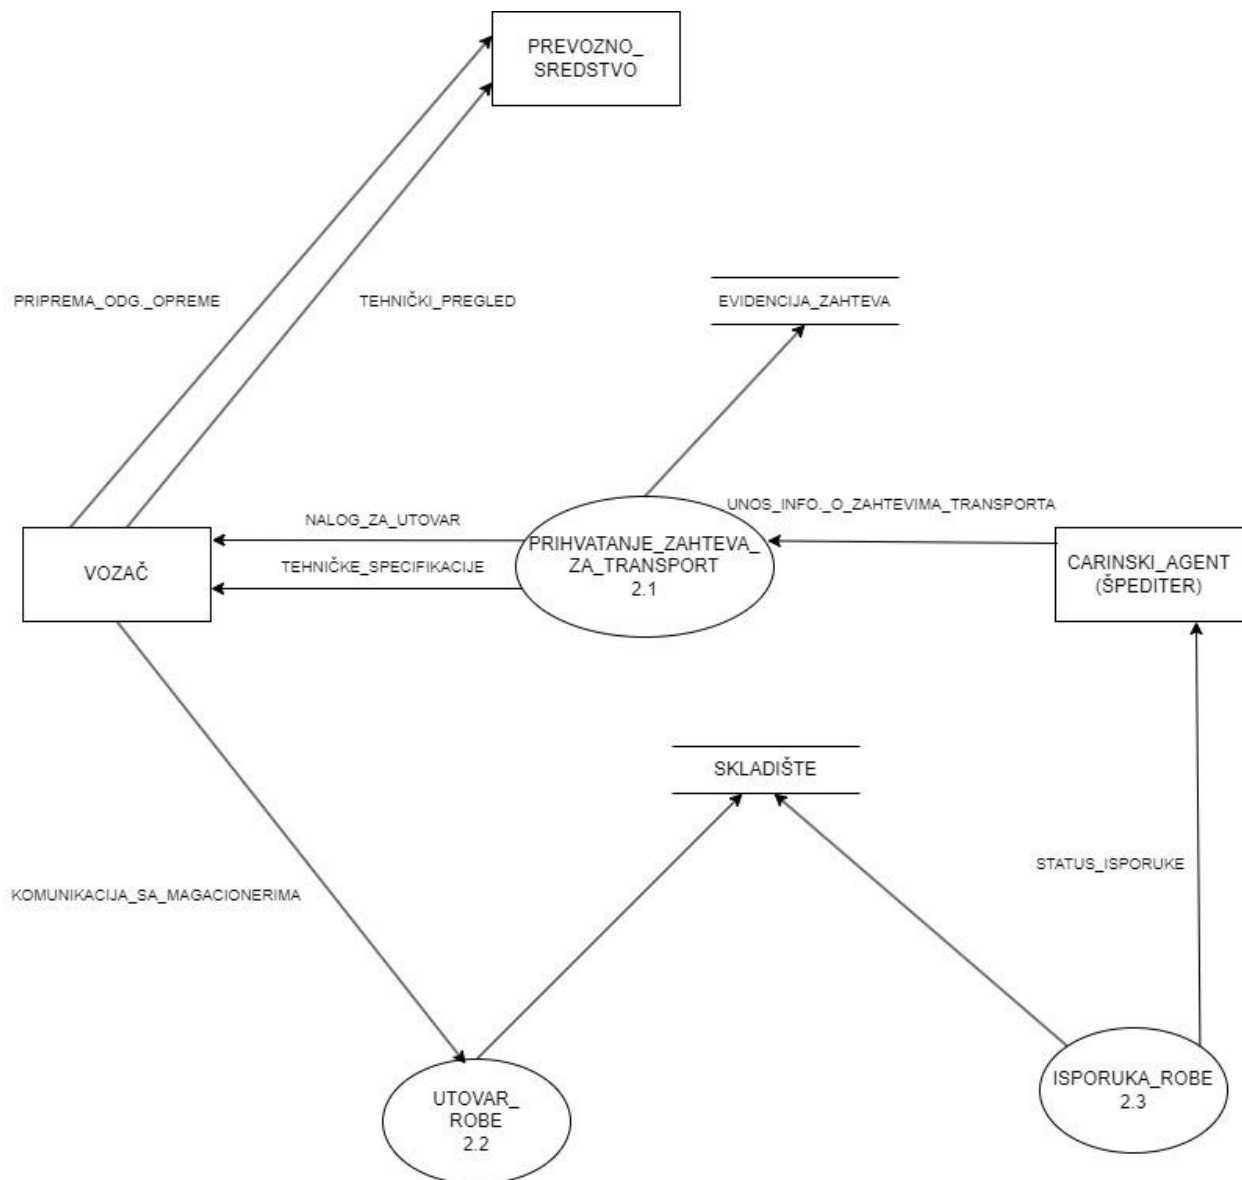 PREVOZNO_
SREDSTVO
PRIPREMA_ODG._OPREME
TEHNIČKI_PREGLED
EVIDENCIJA_ZAHTEVA
UNOS_INFO._O_ZAHTEVIMA_TRANSPORTA
NALOG_ZA_UTOVAR
PRIHVATANJE_ZAHTEVA_
ZA_TRANSPORT
2.1
TEHNIČKE_SPECIFIKACIJE
VOZAČ
CARINSKI_AGENT
(ŠPEDITER)
SKLADIŠTE
STATUS_ISPORUKE
KOMUNIKACIJA_SA_MAGACIONERIMA
UTOVAR_
ROBE
2.2
ISPORUKA_ROBE
2.3